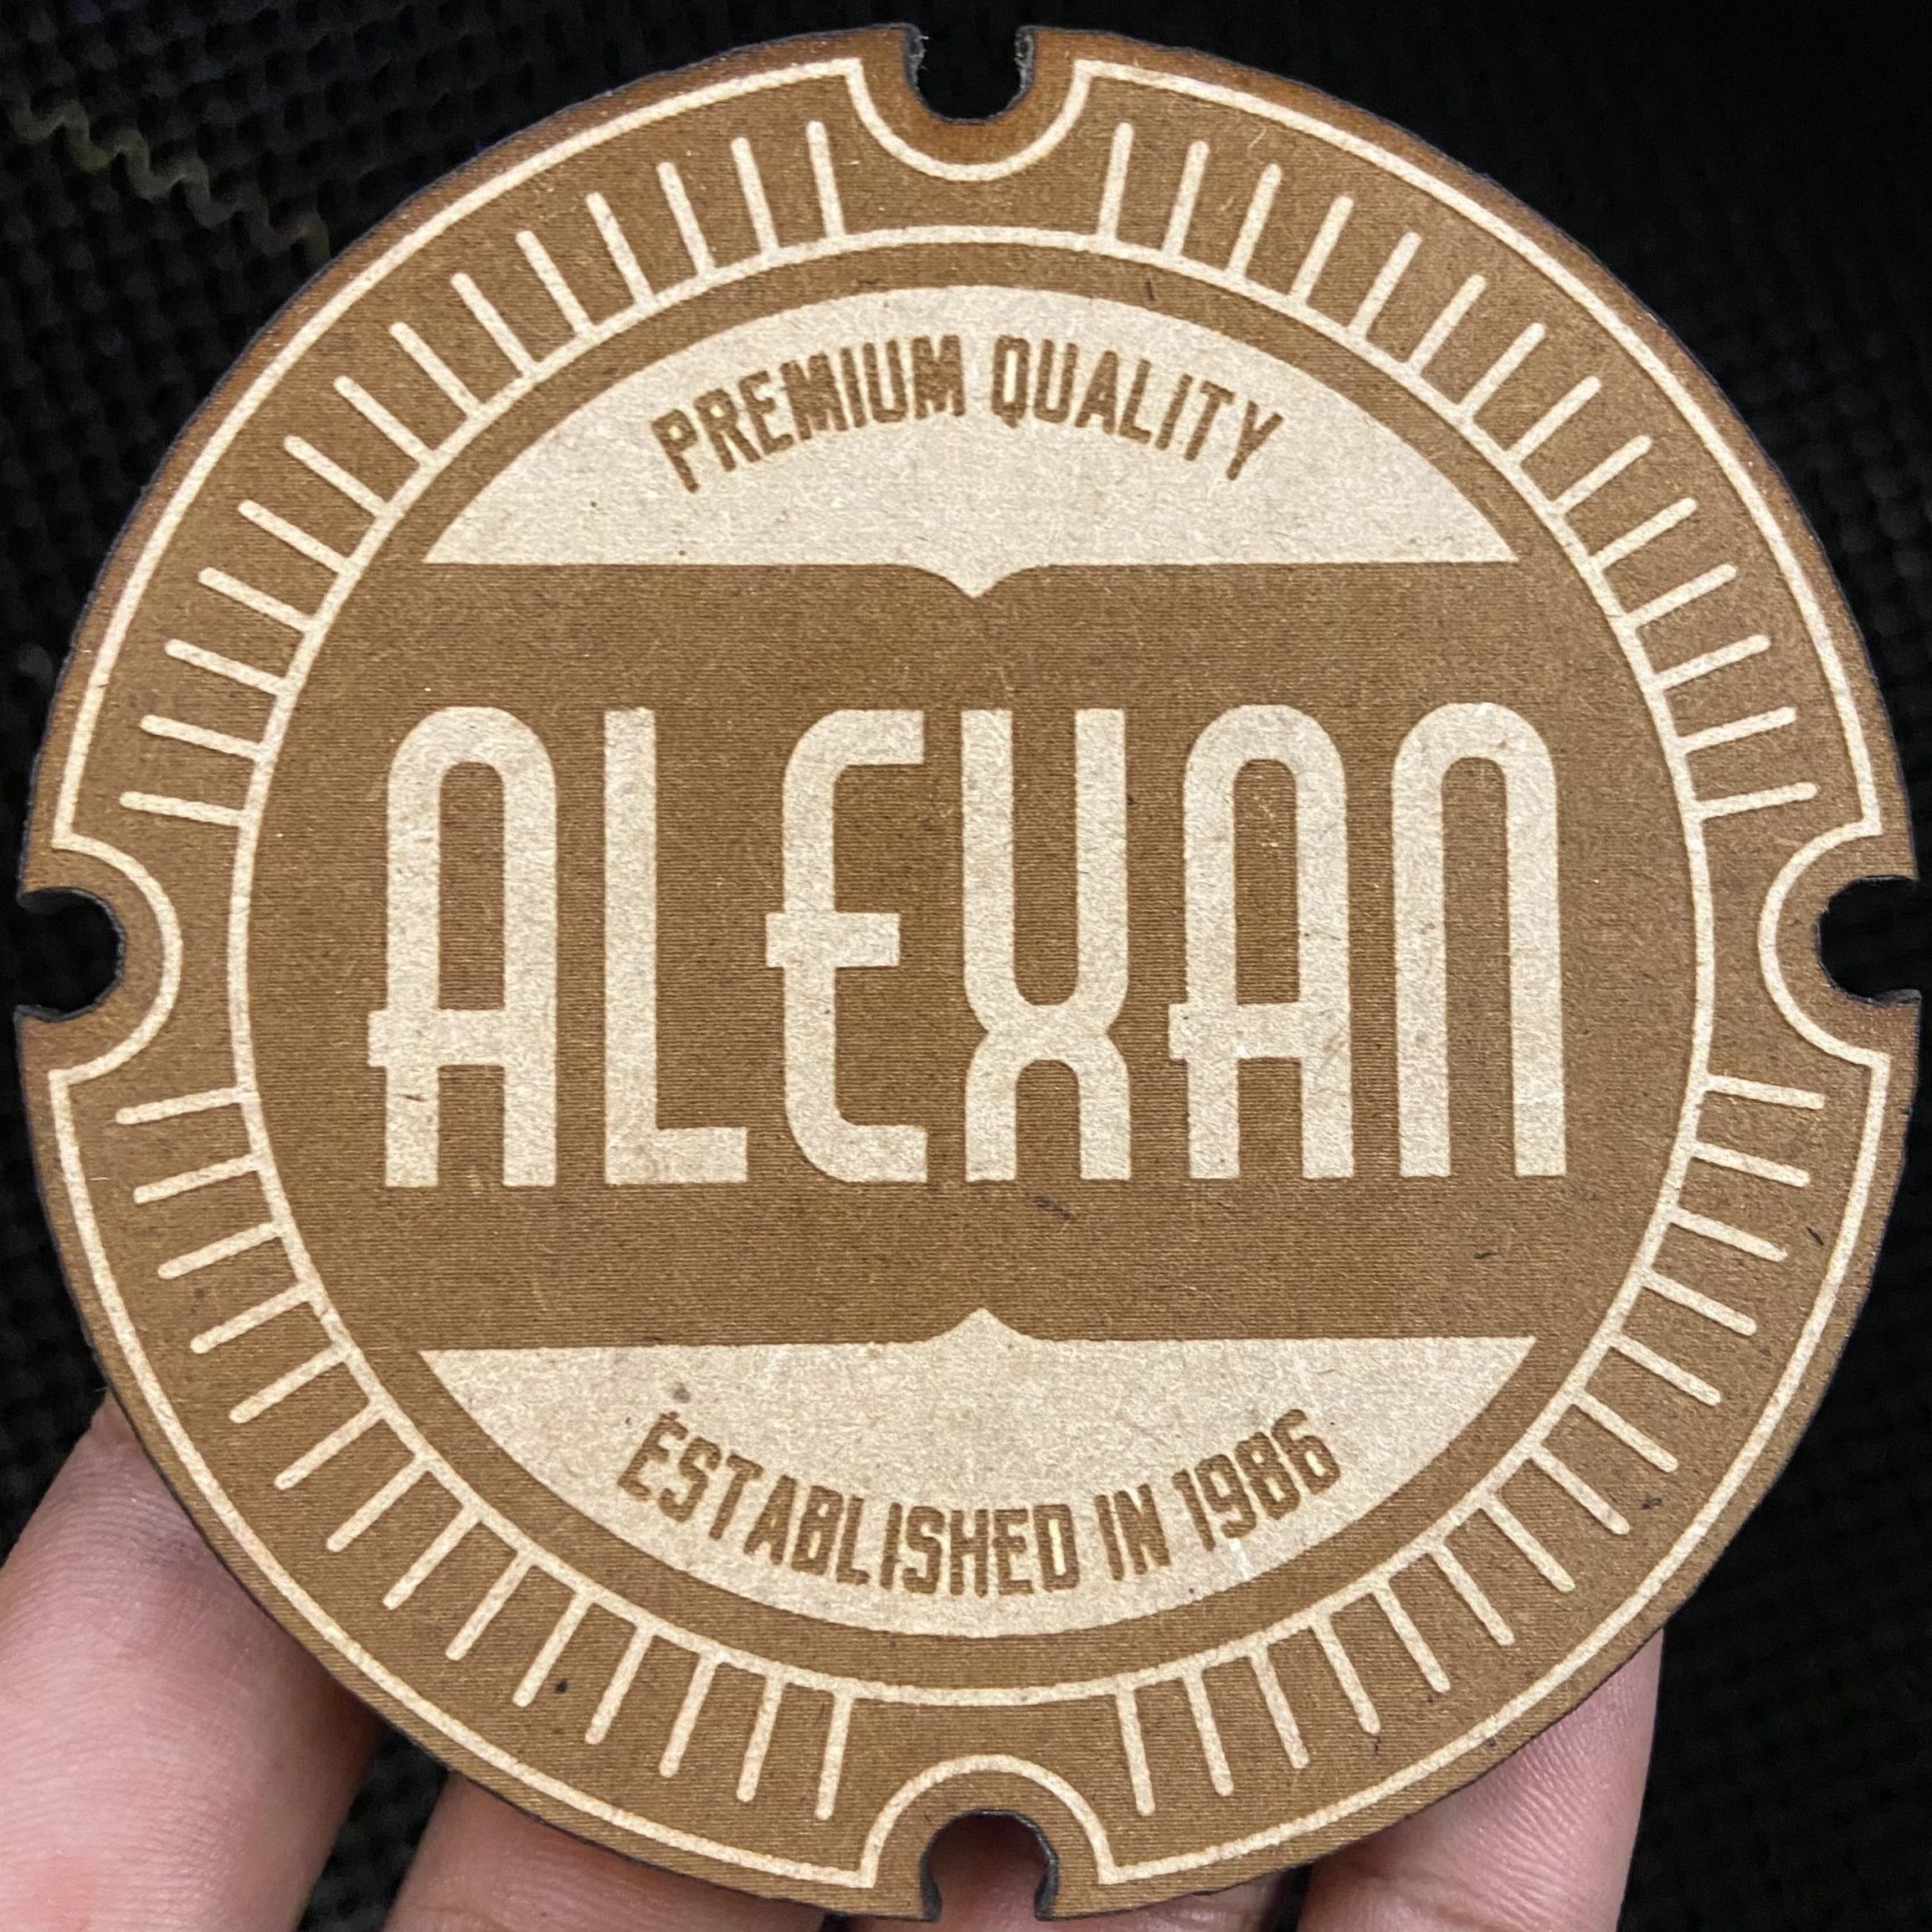 PREMIUM QUALITY
ALEXAN
ESTABLISHED IN 1986